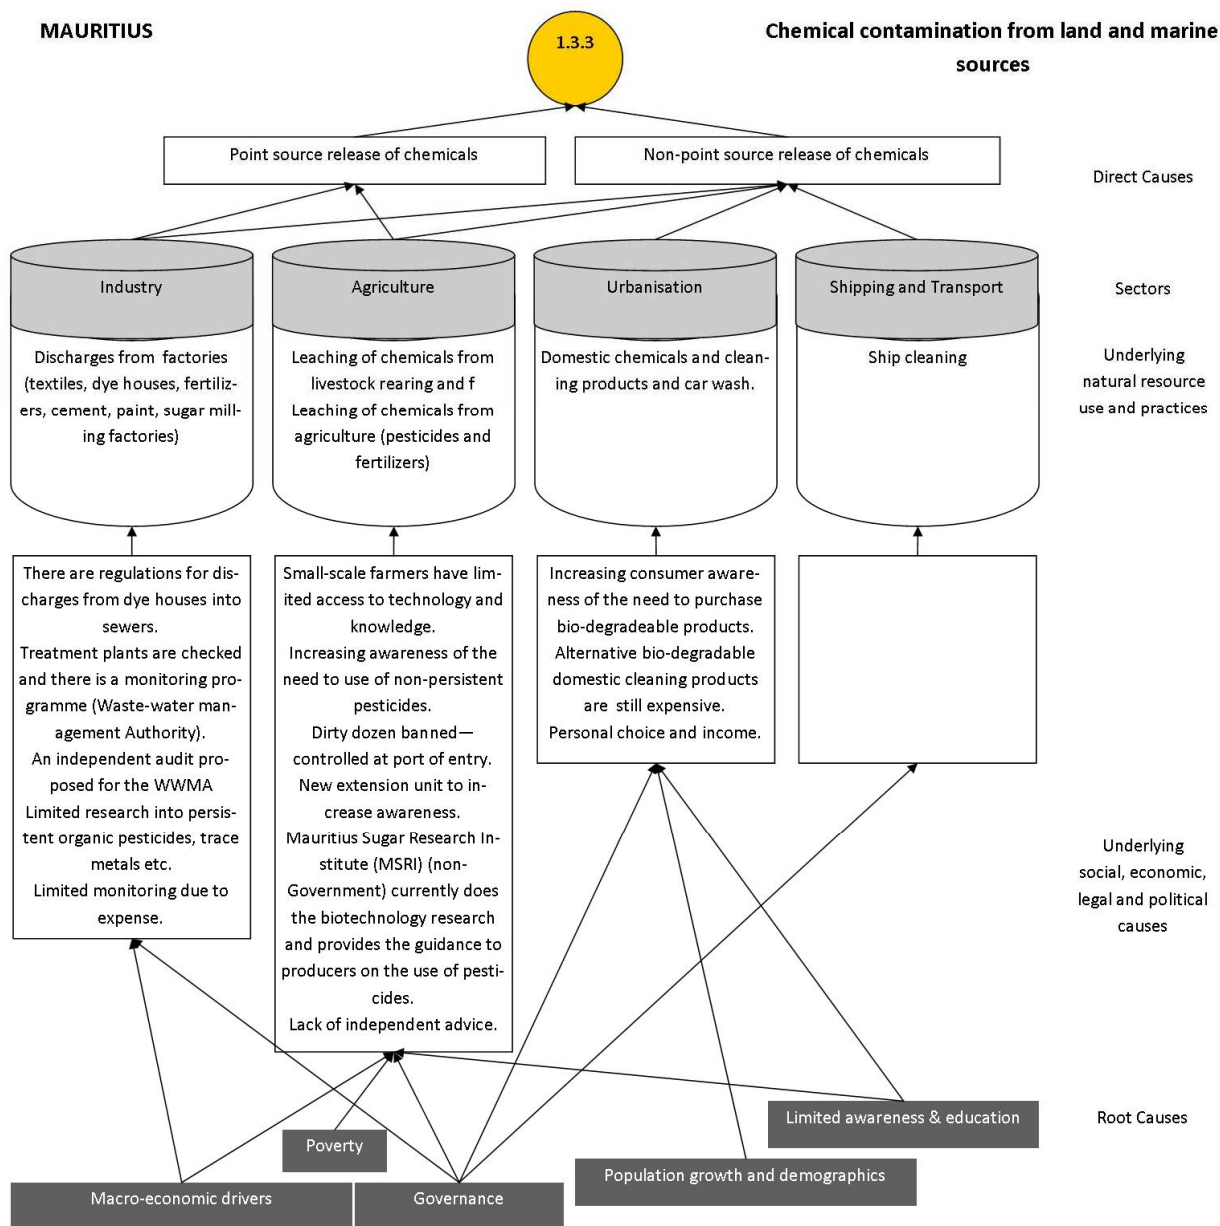 MAURITIUS
1.3.3
Chemical contamination from land and marine
sources
Point source release of chemicals
Non-point source release of chemicals
Direct Causes
Industry
Agriculture
Urbanisation
Shipping and Transport
Sectors
Discharges from factories
(textiles, dye houses, fertiliz-
ers, cement, paint, sugar mill-
ing factories)
Leaching of chemicals from
livestock rearing and f
Leaching of chemicals from
agriculture (pesticides and
fertilizers)
Domestic chemicals and clean-
ing products and car wash.
Ship cleaning
Underlying
natural resource
use and practices
There are regulations for dis-
charges from dye houses into
sewers.
Treatment plants are checked
and there is a monitoring pro-
gramme (Waste-water man-
agement Authority).
An independent audit pro-
posed for the WWMA
Limited research into persis-
tent organic pesticides, trace
metals etc.
Limited monitoring due to
expense.
Small-scale farmers have lim-
ited access to technology and
knowledge.
Increasing awareness of the
need to use of non-persistent
pesticides.
Dirty dozen banned—
controlled at port of entry.
New extension unit to in-
crease awareness.
Mauritius Sugar Research In-
stitute (MSRI) (non-
Government) currently does
the biotechnology research
and provides the guidance to
producers on the use of pesti-
cides.
Lack of independent advice.
Increasing consumer aware-
ness of the need to purchase
bio-degradeable products.
Alternative bio-degradable
domestic cleaning products
are still expensive.
Personal choice and income.
Underlying
social, economic,
legal and political
causes
Limited awareness & education
Root Causes
Poverty
Population growth and demographics
Macro-economic drivers
Governance